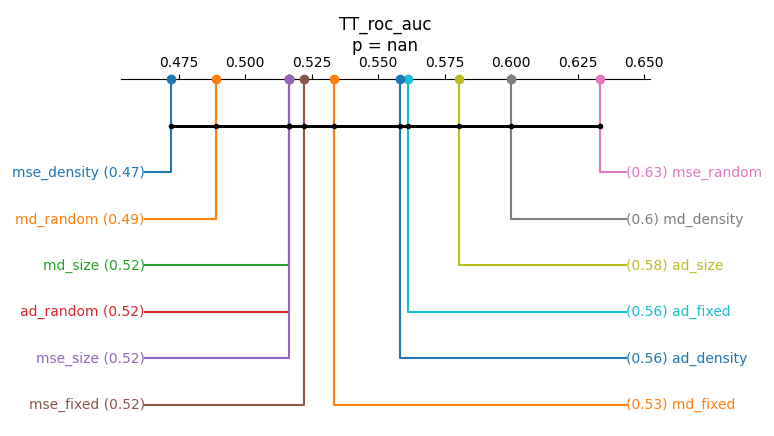 TT_roc_auc
p = nan
0.475 0.500 0.525 0.550 0.575 0.600 0.625 0.650
mse_density (0.47) (0.63) mse_random
md_random (0.49) (0.6) md_density
md_size (0.52) (0.58) ad_size
ad_random (0.52) (0.56) ad_fixed
mse_size (0.52) (0.56) ad_density
mse_fixed (0.52) (0.53) md_fixed